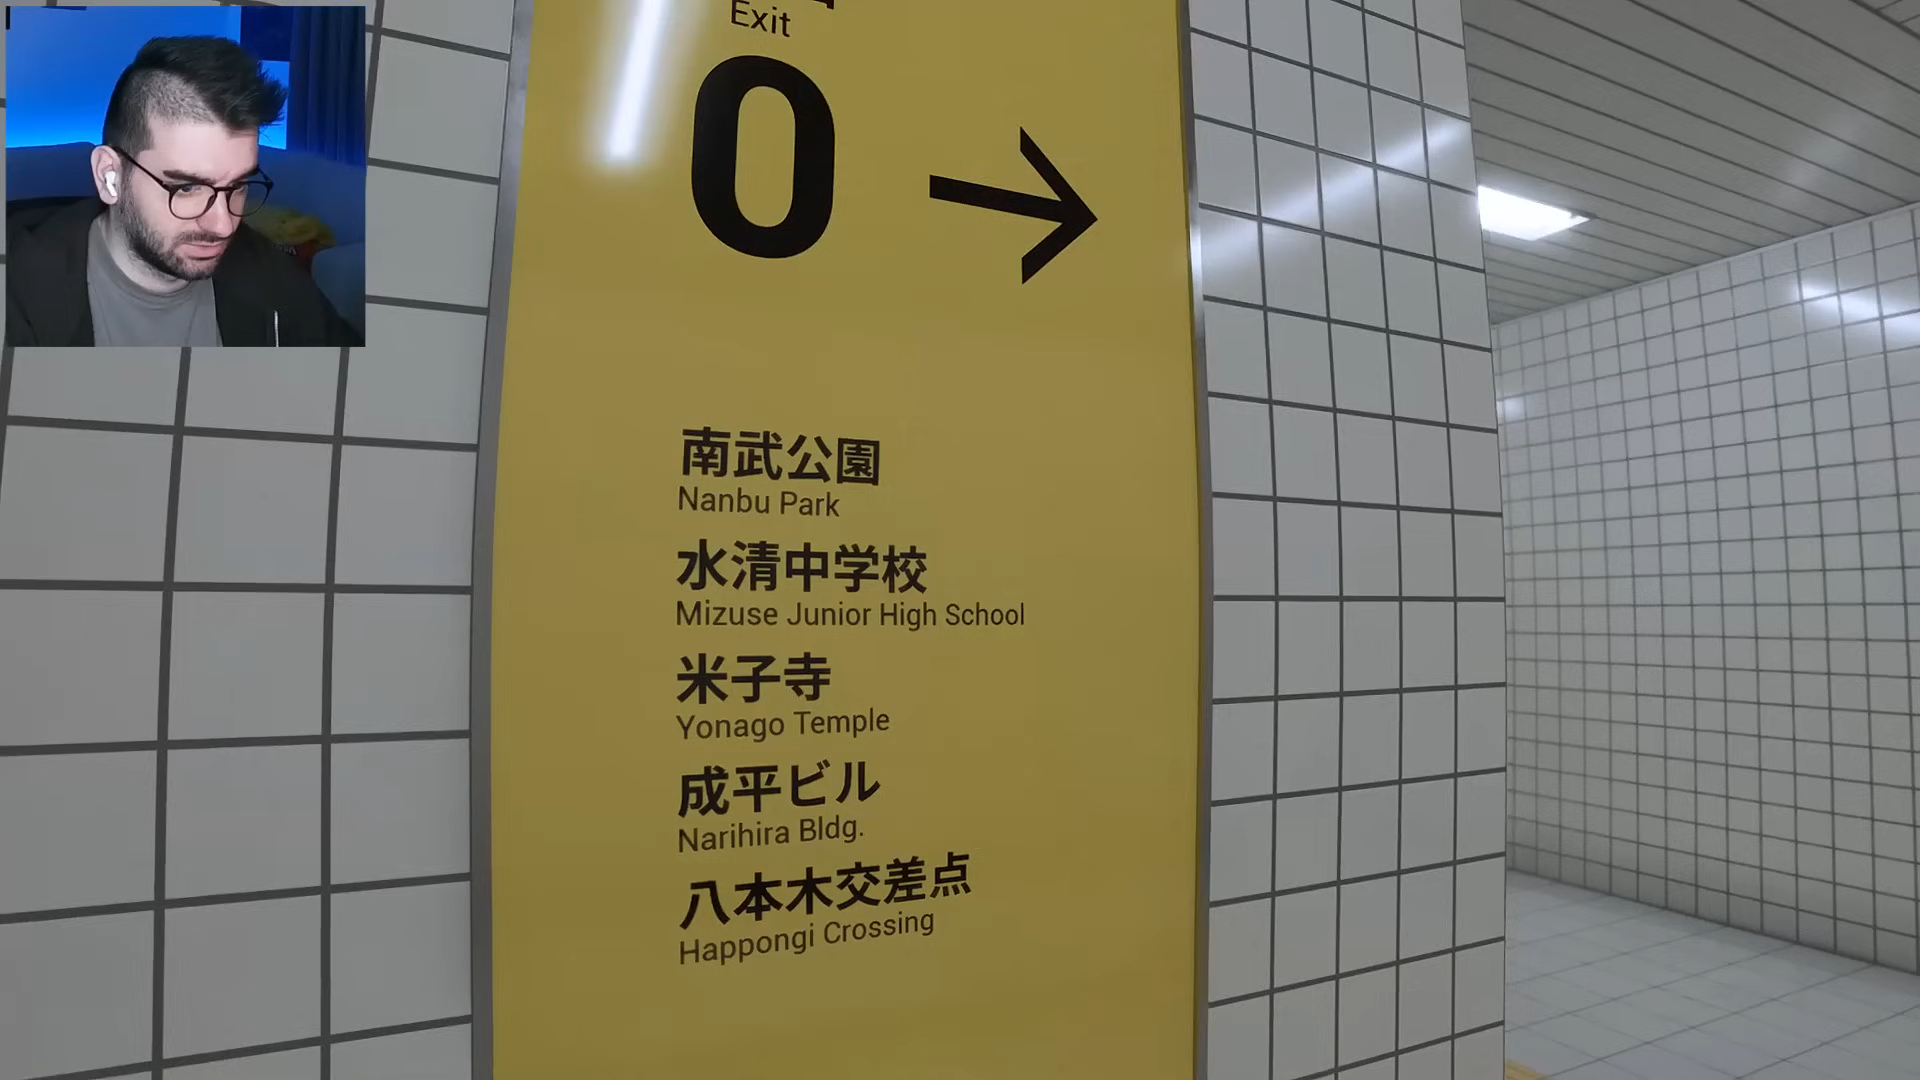 Exit
0
南武公園
Nanbu Park
水清中学校
Mizuse Junior High School
米子寺
Yonago Temple
成平ビル
Narihira Bldg.
八本木交差点
Happongi Crossing